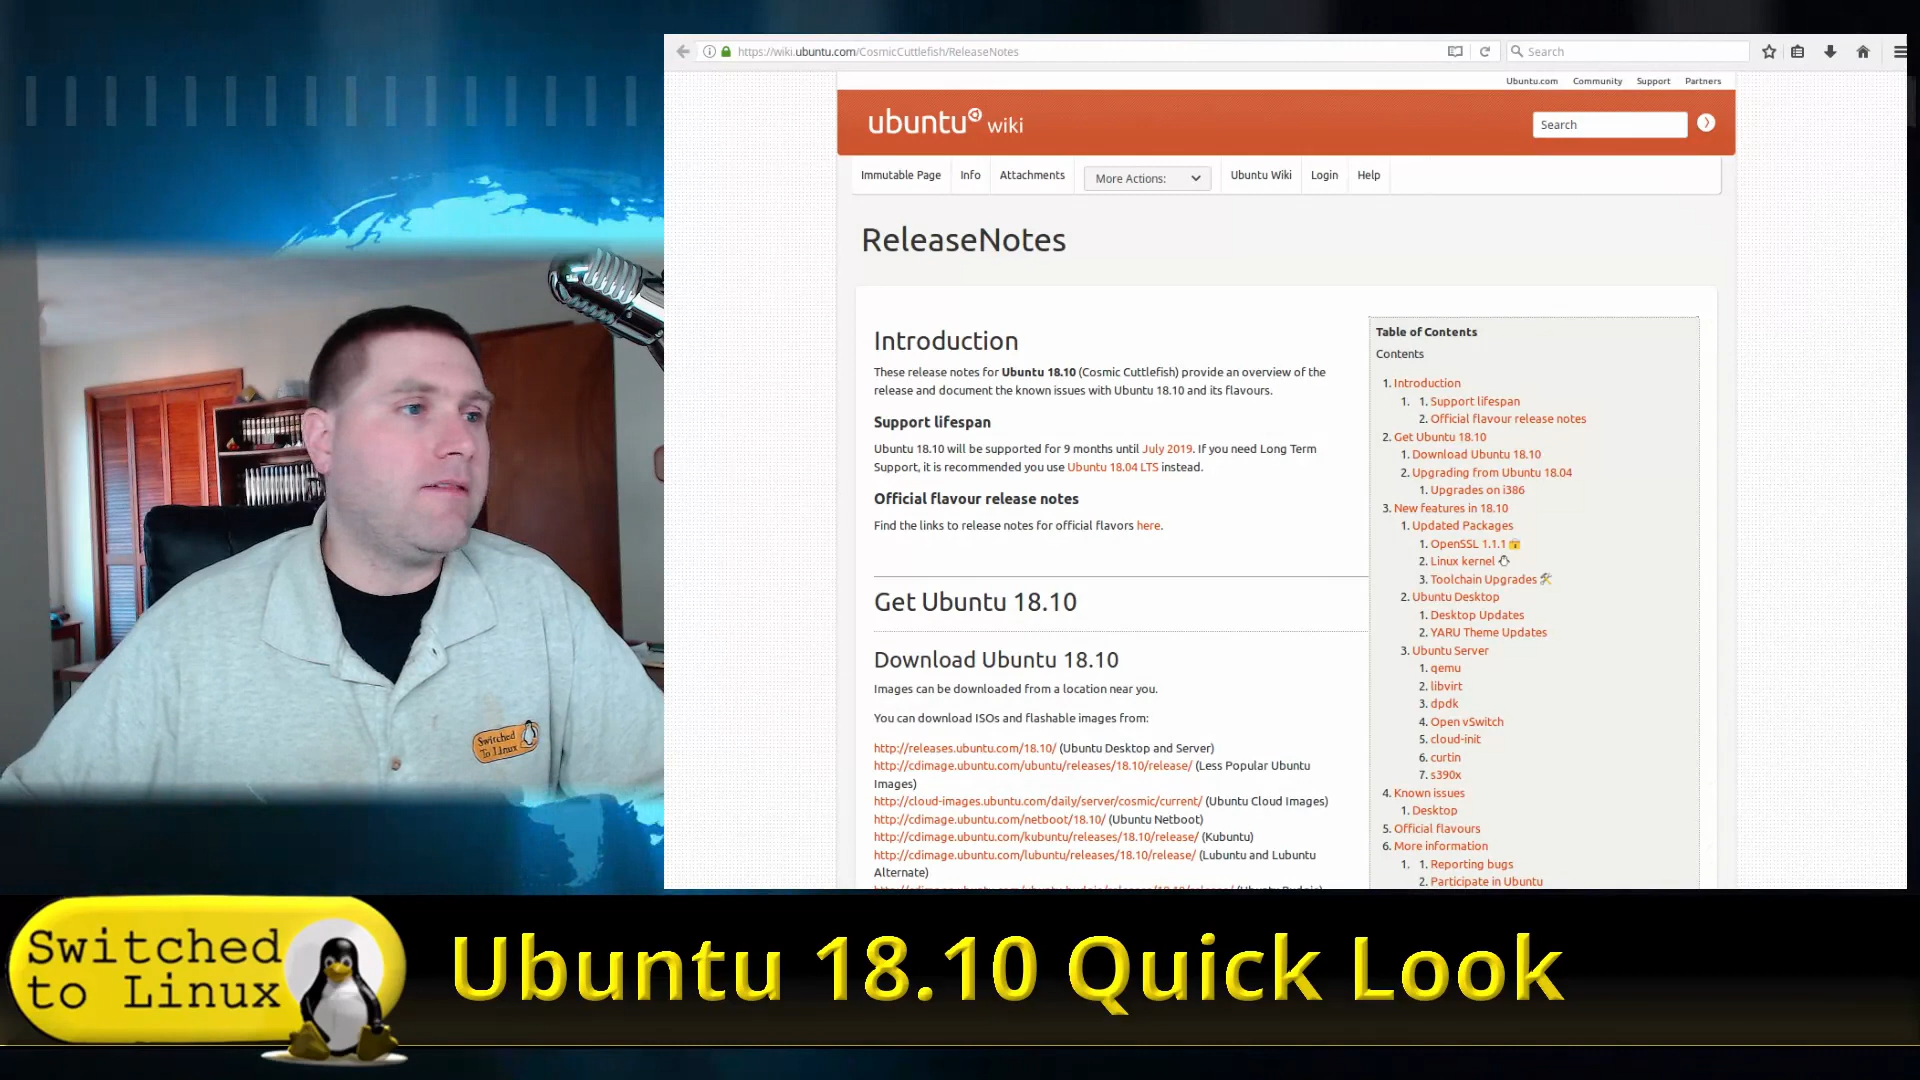 https://wiki.ubuntu.com/CosmicCuttlefish/ReleaseNotes
Search
Ubuntu.com Community Support Partners
ubuntu wiki
Search
Immutable Page Info Attachments More Actions: Ubuntu Wiki Login Help
ReleaseNotes
Introduction
These release notes for Ubuntu 18.10 (Cosmic Cuttlefish) provide an overview of the
release and document the known issues with Ubuntu 18.10 and its flavours.
Support lifespan
Ubuntu 18.10 will be supported for 9 months until July 2019. If you need Long Term
Support, it is recommended you use Ubuntu 18.04 LTS instead.
Official flavour release notes
Find the links to release notes for official flavors here.
Get Ubuntu 18.10
Download Ubuntu 18.10
Images can be downloaded from a location near you.
You can download ISOs and flashable images from:
http://releases.ubuntu.com/18.10/ (Ubuntu Desktop and Server)
http://cdimage.ubuntu.com/ubuntu/releases/18.10/release/ (Less Popular Ubuntu
Images)
http://cloud-images.ubuntu.com/daily/server/cosmic/current/ (Ubuntu Cloud Images)
http://cdimage.ubuntu.com/netboot/18.10/ (Ubuntu Netboot)
http://cdimage.ubuntu.com/kubuntu/releases/18.10/release/ (Kubuntu)
http://cdimage.ubuntu.com/lubuntu/releases/18.10/release/ (Lubuntu and Lubuntu
Alternate)
Table of Contents
Contents
1. Introduction
1. 1. Support lifespan
2. Official flavour release notes
2. Get Ubuntu 18.10
1. Download Ubuntu 18.10
2. Upgrading from Ubuntu 18.04
1. Upgrades on i386
3. New features in 18.10
1. Updated Packages
1. OpenSSL 1.1.1 🔐
2. Linux kernel 🐧
3. Toolchain Upgrades 🛠
2. Ubuntu Desktop
1. Desktop Updates
2. YARU Theme Updates
3. Ubuntu Server
1. qemu
2. libvirt
3. dpdk
4. Open vSwitch
5. cloud-init
6. curtin
7. s390x
4. Known issues
1. Desktop
5. Official flavours
6. More information
1. 1. Reporting bugs
2. Participate in Ubuntu
Switched
To Linux
Switched
to Linux
Ubuntu 18.10 Quick Look